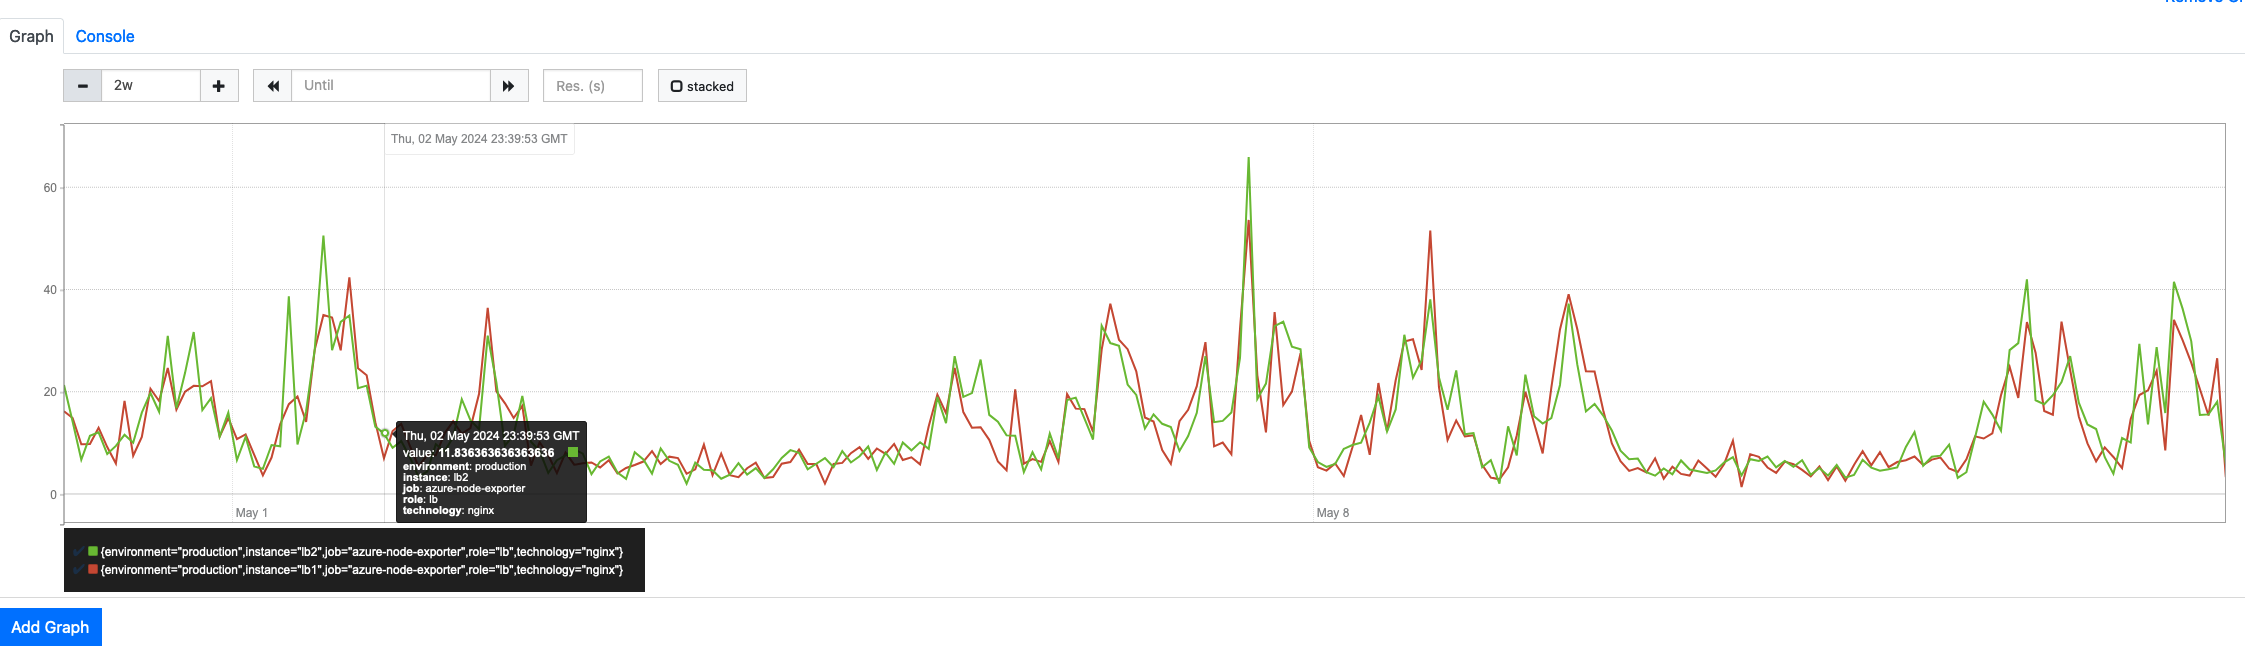 Graph
Console
2w
Until
Res. (s)
stacked
Thu, 02 May 2024 23:39:53 GMT
60
40
20
0
Thu, 02 May 2024 23:39:53 GMT
value: 11.836363636363636
environment: production
instance: lb2
job: azure-node-exporter
role: lb
technology: nginx
May 1
May 8
{environment="production",instance="lb2",job="azure-node-exporter",role="lb",technology="nginx"}
{environment="production",instance="lb1",job="azure-node-exporter",role="lb",technology="nginx"}
Add Graph